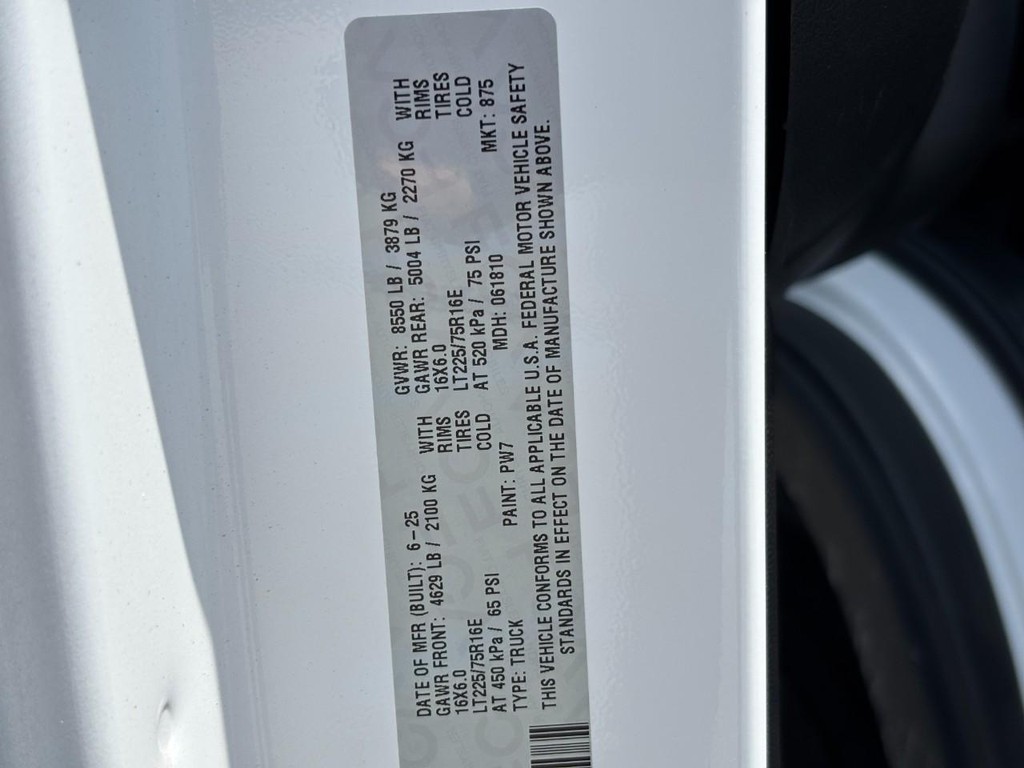 DATE OF MFR (BUILT): 6-25 GVWR: 8550 LB / 3879 KG
GAWR FRONT: 4629 LB / 2100 KG WITH GAWR REAR: 5004 LB / 2270 KG WITH
16X6.0 RIMS 16X6.0 RIMS
LT225/75R16E TIRES LT225/75R16E TIRES
AT 450 kPa / 65 PSI COLD AT 520 kPa / 75 PSI COLD
TYPE: TRUCK PAINT: PW7 MDH: 061810 MKT: 875
THIS VEHICLE CONFORMS TO ALL APPLICABLE U.S.A. FEDERAL MOTOR VEHICLE SAFETY
STANDARDS IN EFFECT ON THE DATE OF MANUFACTURE SHOWN ABOVE.